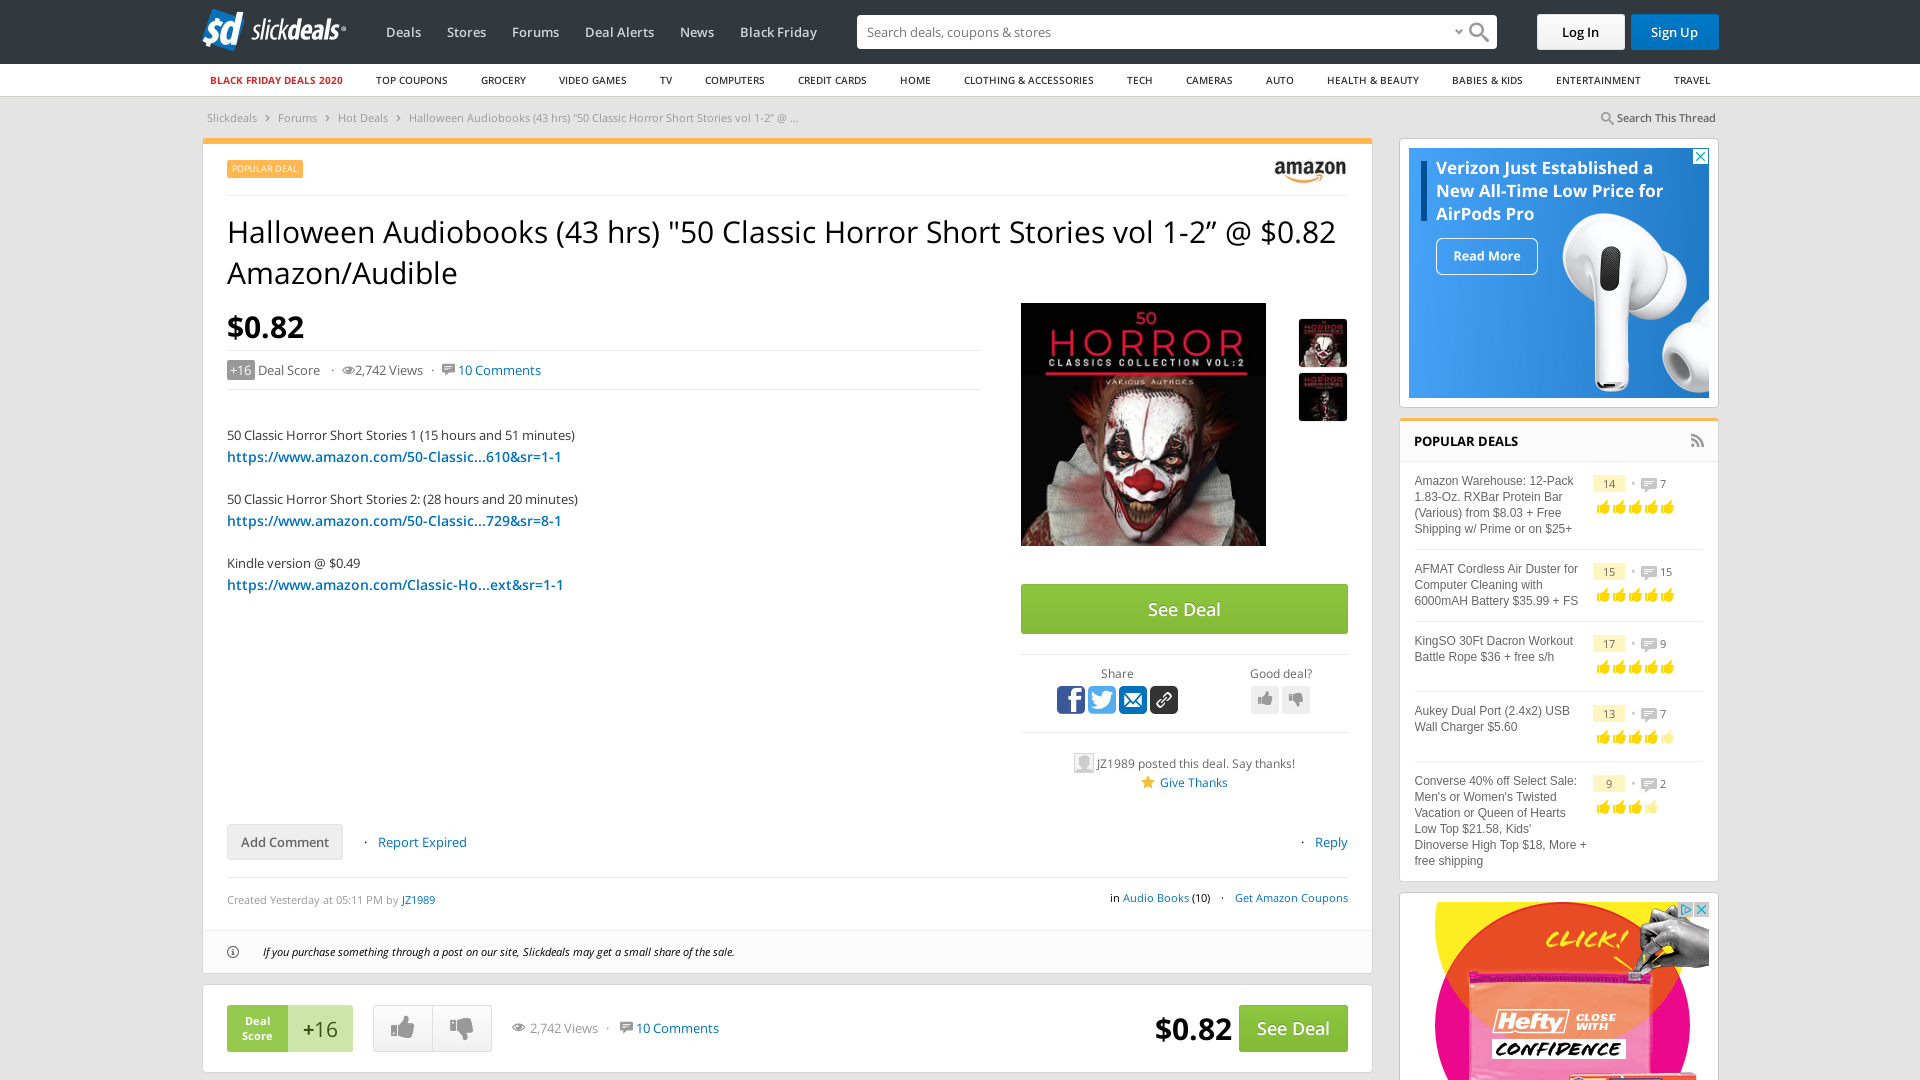 slickdeals
Deals
Stores
Forums
Deal Alerts
News
Black Friday
Search deals, coupons & stores
Log In
Sign Up
BLACK FRIDAY DEALS 2020
TOP COUPONS
GROCERY
VIDEO GAMES
TV
COMPUTERS
CREDIT CARDS
HOME
CLOTHING & ACCESSORIES
TECH
CAMERAS
AUTO
HEALTH & BEAUTY
BABIES & KIDS
ENTERTAINMENT
TRAVEL
Slickdeals › Forums › Hot Deals › Halloween Audiobooks (43 hrs) "50 Classic Horror Short Stories vol 1-2” @ ...
Search This Thread
POPULAR DEAL
amazon
Halloween Audiobooks (43 hrs) "50 Classic Horror Short Stories vol 1-2” @ $0.82
Amazon/Audible
$0.82
+16 Deal Score · 2,742 Views · 10 Comments
50 Classic Horror Short Stories 1 (15 hours and 51 minutes)
https://www.amazon.com/50-Classic...610&sr=1-1
50 Classic Horror Short Stories 2: (28 hours and 20 minutes)
https://www.amazon.com/50-Classic...729&sr=8-1
Kindle version @ $0.49
https://www.amazon.com/Classic-Ho...ext&sr=1-1
50
HORROR
CLASSICS COLLECTION VOL:2
VARIOUS AUTHORS
See Deal
Share
Good deal?
JZ1989 posted this deal. Say thanks!
Give Thanks
Add Comment
· Report Expired
· Reply
Created Yesterday at 05:11 PM by JZ1989
in Audio Books (10) · Get Amazon Coupons
If you purchase something through a post on our site, Slickdeals may get a small share of the sale.
Deal
Score
+16
2,742 Views · 10 Comments
$0.82
See Deal
Verizon Just Established a
New All-Time Low Price for
AirPods Pro
Read More
POPULAR DEALS
Amazon Warehouse: 12-Pack
1.83-Oz. RXBar Protein Bar
(Various) from $8.03 + Free
Shipping w/ Prime or on $25+
14 · 7
AFMAT Cordless Air Duster for
Computer Cleaning with
6000mAH Battery $35.99 + FS
15 · 15
KingSO 30Ft Dacron Workout
Battle Rope $36 + free s/h
17 · 9
Aukey Dual Port (2.4x2) USB
Wall Charger $5.60
13 · 7
Converse 40% off Select Sale:
Men's or Women's Twisted
Vacation or Queen of Hearts
Low Top $21.58, Kids'
Dinoverse High Top $18, More +
free shipping
9 · 2
CLICK!
Hefty
CLOSE
WITH
CONFIDENCE